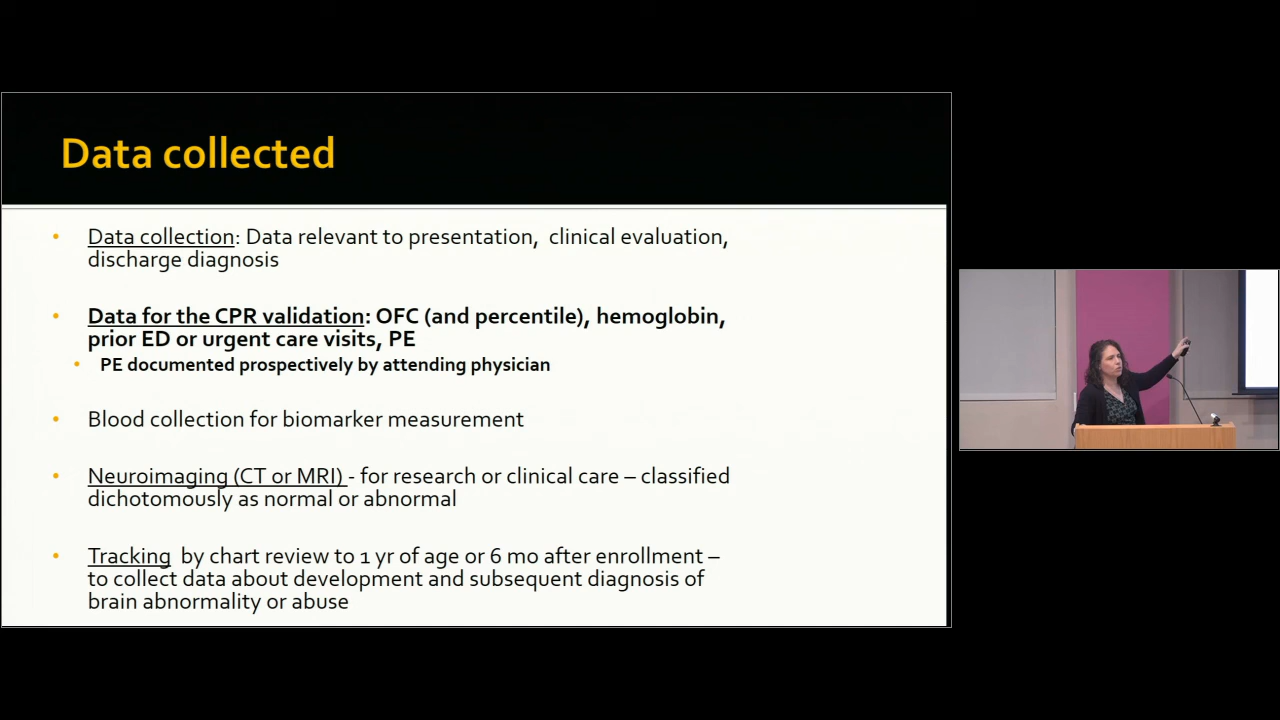 Data collected
Data collection: Data relevant to presentation, clinical evaluation,
discharge diagnosis
Data for the CPR validation: OFC (and percentile), hemoglobin,
prior ED or urgent care visits, PE
PE documented prospectively by attending physician
Blood collection for biomarker measurement
Neuroimaging (CT or MRI) - for research or clinical care – classified
dichotomously as normal or abnormal
Tracking by chart review to 1 yr of age or 6 mo after enrollment –
to collect data about development and subsequent diagnosis of
brain abnormality or abuse